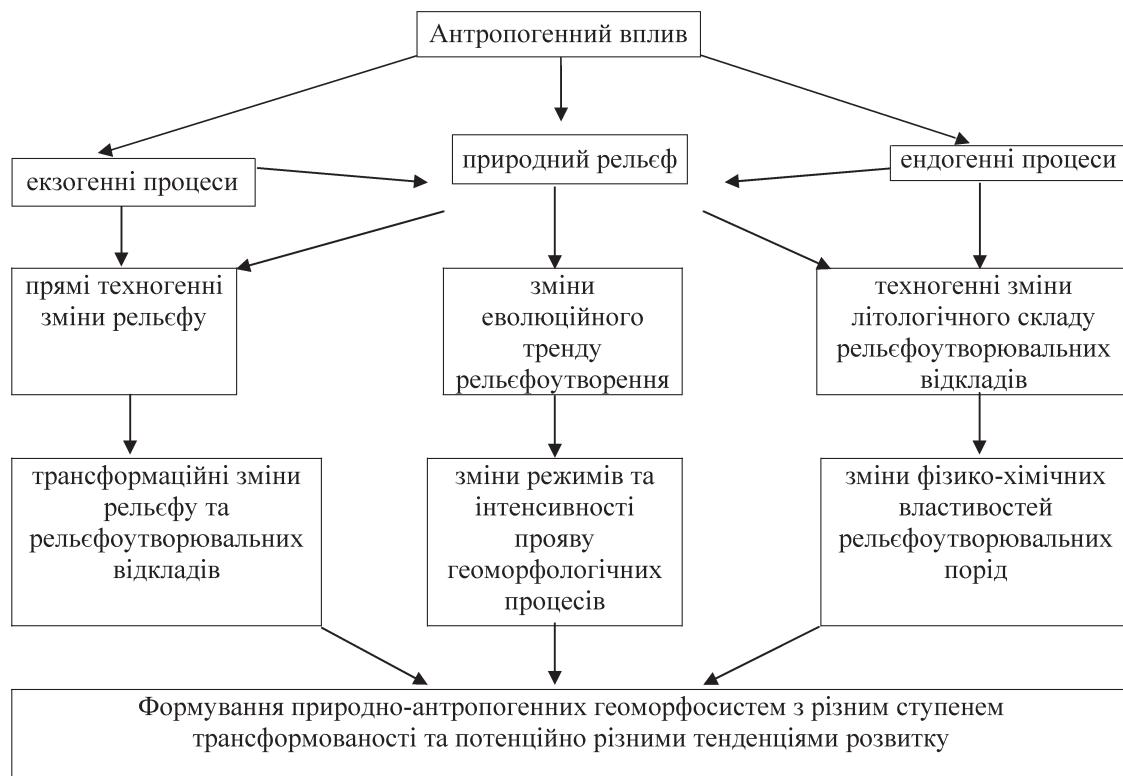 Антропогенний вплив
екзогенні процеси
природний рельєф
ендогенні процеси
прямі техногенні
зміни рельєфу
зміни
еволюційного
тренду
рельєфоутворення
техногенні зміни
літологічного складу
рельєфоутворювальних
відкладів
трансформаційні зміни
рельєфу та
рельєфоутворювальних
відкладів
зміни режимів та
інтенсивності
прояву
геоморфологічних
процесів
зміни фізико-хімічних
властивостей
рельєфоутворювальних
порід
Формування природно-антропогенних геоморфосистем з різним ступенем
трансформованості та потенційно різними тенденціями розвитку